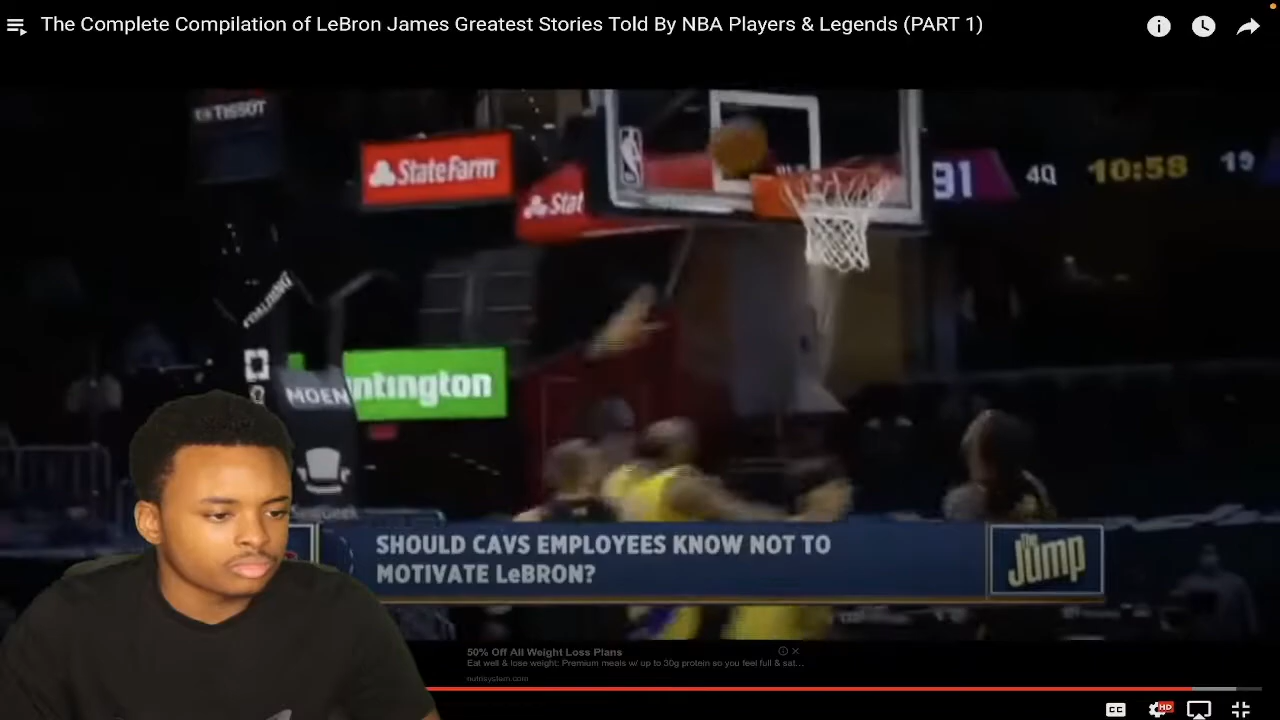 The Complete Compilation of LeBron James Greatest Stories Told By NBA Players & Legends (PART 1)
TISSOT
StateFarm
Stat
91 4Q 10:58 19
SPALDING
MOEN
ntington
SHOULD CAVS EMPLOYEES KNOW NOT TO
MOTIVATE LeBRON?
The Jump
50% Off All Weight Loss Plans
Eat well & lose weight: Premium meals w/ up to 30g protein so you feel full & sat...
nutrisystem.com
CC
HD